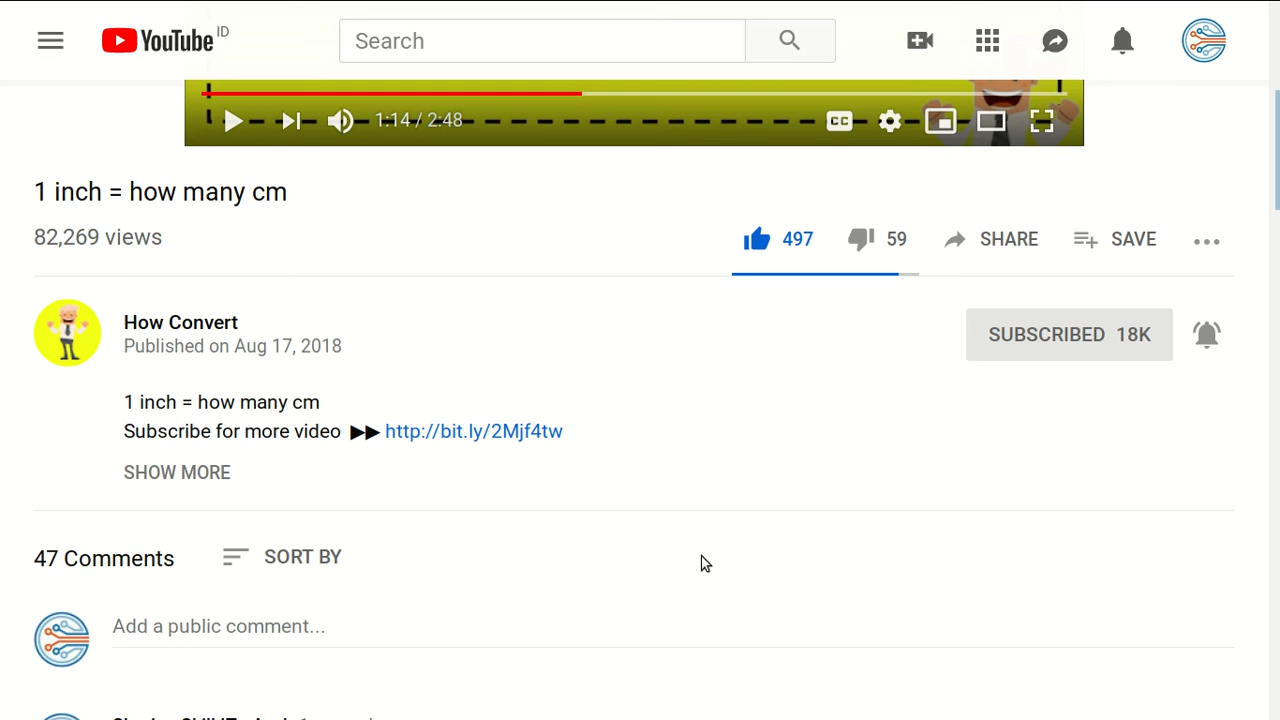 YouTube ID
Search
1:14 / 2:48
CC
1 inch = how many cm
82,269 views
497
59
SHARE
SAVE
How Convert
Published on Aug 17, 2018
SUBSCRIBED 18K
1 inch = how many cm
Subscribe for more video ▶▶ http://bit.ly/2Mjf4tw
SHOW MORE
47 Comments
SORT BY
Add a public comment...